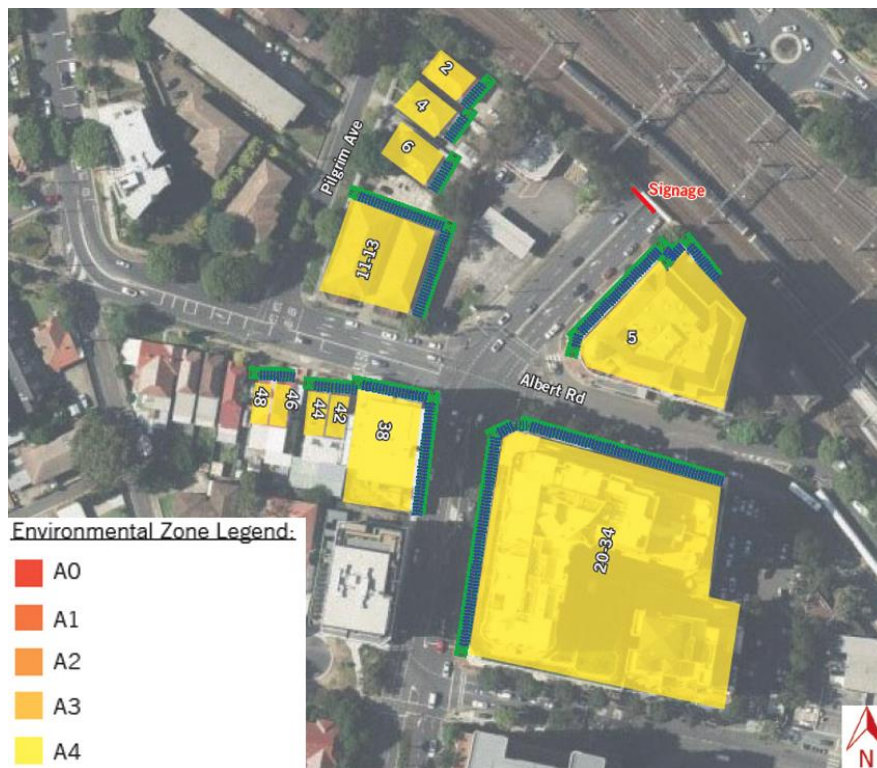 2
4
6
Pilgrim Ave
Signage
11-13
5
Albert Rd
48
46
44
42
38
20-34
Environmental Zone Legend:
A0
A1
A2
A3
A4
N